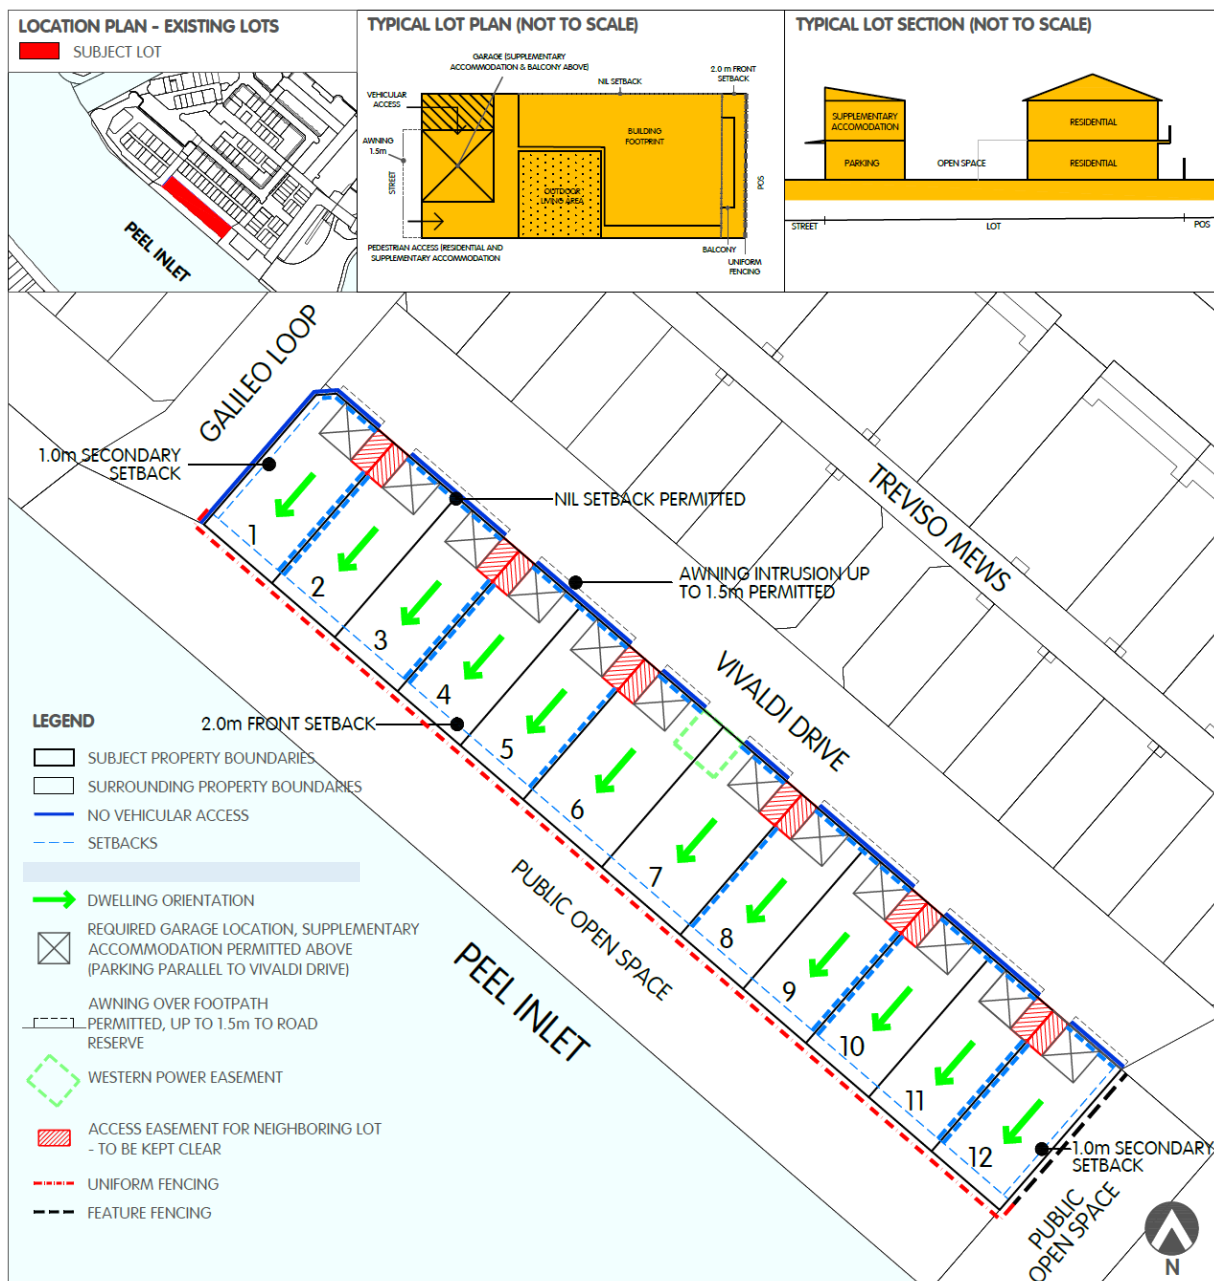 LOCATION PLAN - EXISTING LOTS
SUBJECT LOT
PEEL INLET
TYPICAL LOT PLAN (NOT TO SCALE)
GARAGE (SUPPLEMENTARY
ACCOMMODATION & BALCONY ABOVE)
NIL SETBACK
2.0 m FRONT
SETBACK
VEHICULAR
ACCESS
AWNING
1.5m
STREET
BUILDING
FOOTPRINT
OUTDOOR
LIVING AREA
POS
PEDESTRIAN ACCESS (RESIDENTIAL AND
SUPPLEMENTARY ACCOMMODATION
BALCONY
UNIFORM
FENCING
TYPICAL LOT SECTION (NOT TO SCALE)
SUPPLEMENTARY
ACCOMODATION
PARKING
OPEN SPACE
RESIDENTIAL
RESIDENTIAL
STREET
LOT
POS
GALILEO LOOP
1.0m SECONDARY
SETBACK
NIL SETBACK PERMITTED
AWNING INTRUSION UP
TO 1.5m PERMITTED
TREVISO MEWS
VIVALDI DRIVE
1
2
3
4
5
6
7
8
9
10
11
12
2.0m FRONT SETBACK
PUBLIC OPEN SPACE
PEEL INLET
1.0m SECONDARY
SETBACK
PUBLIC
OPEN SPACE
N
LEGEND
SUBJECT PROPERTY BOUNDARIES
SURROUNDING PROPERTY BOUNDARIES
NO VEHICULAR ACCESS
SETBACKS
DWELLING ORIENTATION
REQUIRED GARAGE LOCATION, SUPPLEMENTARY
ACCOMMODATION PERMITTED ABOVE
(PARKING PARALLEL TO VIVALDI DRIVE)
AWNING OVER FOOTPATH
PERMITTED, UP TO 1.5m TO ROAD
RESERVE
WESTERN POWER EASEMENT
ACCESS EASEMENT FOR NEIGHBORING LOT
- TO BE KEPT CLEAR
UNIFORM FENCING
FEATURE FENCING